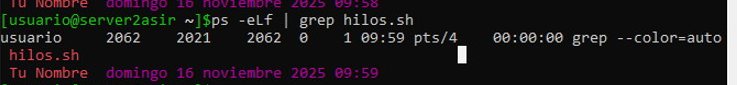 Tu Nombre domingo 16 noviembre 2025 09:58
[usuario@server2asir ~]$ps -eLf | grep hilos.sh
usuario 2062 2021 2062 0 1 09:59 pts/4 00:00:00 grep --color=auto
hilos.sh
Tu Nombre domingo 16 noviembre 2025 09:59